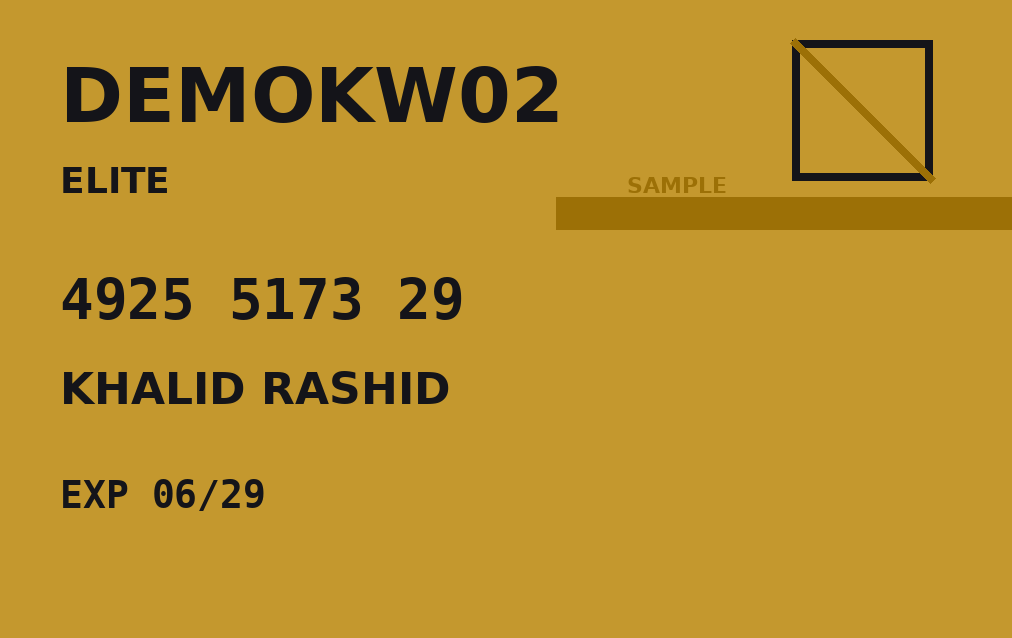 DEMOKW02
ELITE
SAMPLE
4925 5173 29
KHALID RASHID
EXP 06/29